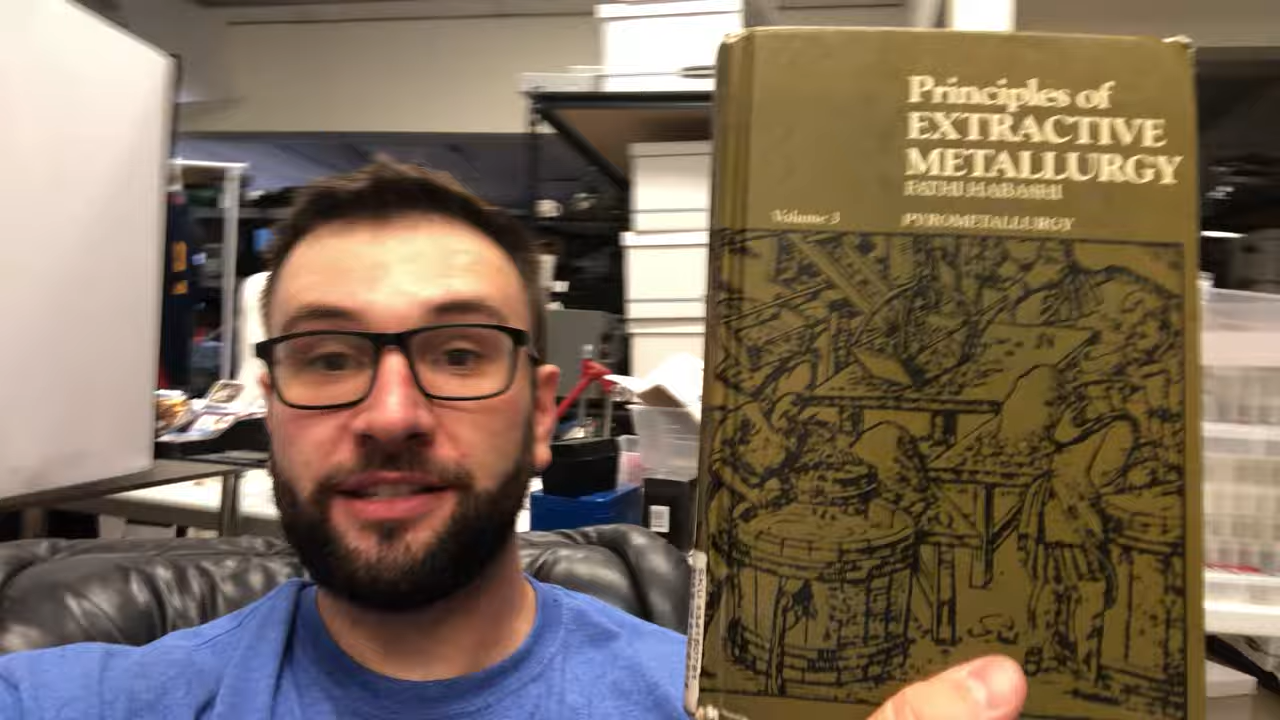 Principles of
EXTRACTIVE
METALLURGY
FATHI HABASHI
Volume 3
PYROMETALLURGY